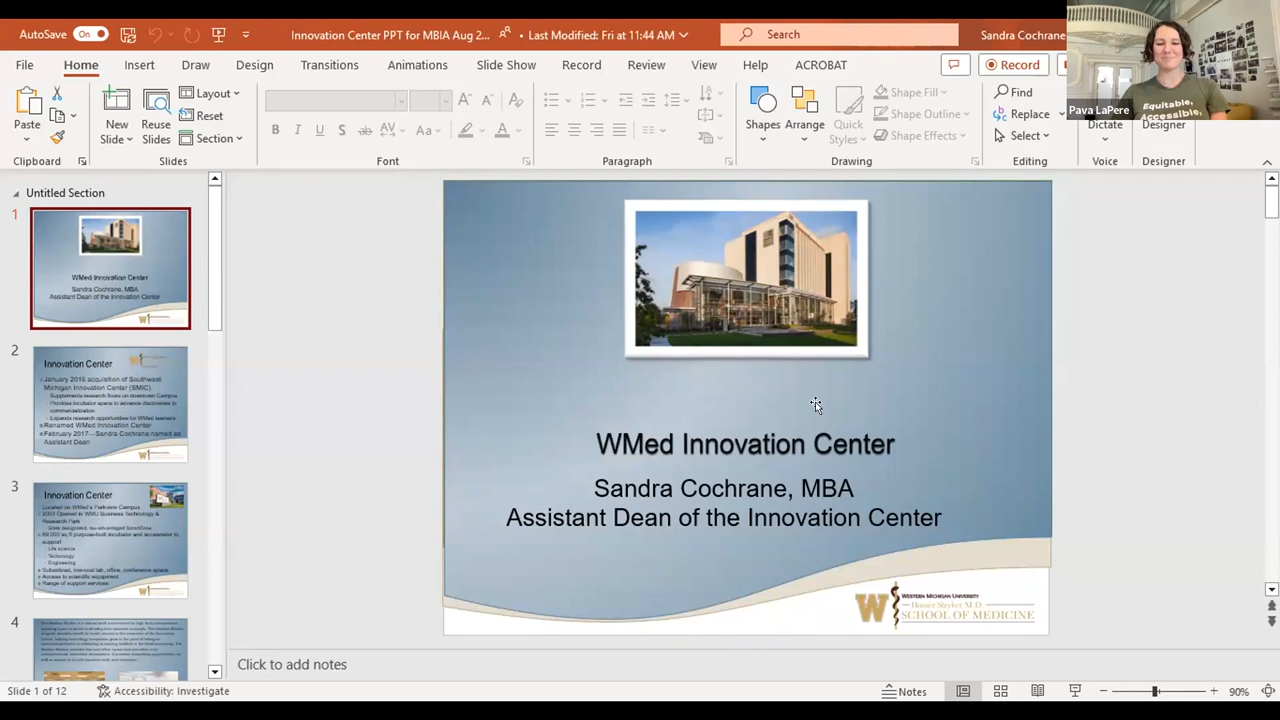 AutoSave On Innovation Center PPT for MBIA Aug 2... • Last Modified: Fri at 11:44 AM Search Sandra Cochrane
File Home Insert Draw Design Transitions Animations Slide Show Record Review View Help ACROBAT Record
Pava LaPere
Equitable,
Accessible,
Paste
New
Slide
Reuse
Slides
Layout
Reset
Section
Shapes
Arrange
Quick
Styles
Shape Fill
Shape Outline
Shape Effects
Find
Replace
Select
Dictate
Designer
Clipboard Slides Font Paragraph Drawing Editing Voice Designer
Untitled Section
1
WMed Innovation Center
Sandra Cochrane, MBA
Assistant Dean of the Innovation Center
2
Innovation Center
January 2016 acquisition of Southwest
Michigan Innovation Center (SMIC)
Supplements research floors on downtown Campus
Provides incubator space to advance discoveries to
commercialization
Expands research opportunities for WMed learners
Renamed WMed Innovation Center
February 2017—Sandra Cochrane named as
Assistant Dean
3
Innovation Center
Located on WMed's Parkview Campus
2003 Opened in WMU Business Technology &
Research Park
State designated, tax-advantaged SmartZone
69,000 sq ft purpose-built incubator and accelerator to
support
Life science
Technology
Engineering
Subsidized, low-cost lab, office, conference space
Access to scientific equipment
Range of support services
4
WMed Innovation Center
Sandra Cochrane, MBA
Assistant Dean of the Innovation Center
W
WESTERN MICHIGAN UNIVERSITY
Homer Stryker M.D.
SCHOOL OF MEDICINE
Click to add notes
Slide 1 of 12 Accessibility: Investigate Notes 90%